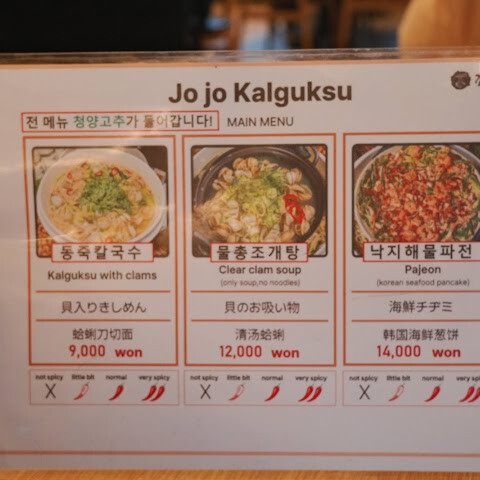 Jo jo Kalguksu
전 메뉴 청양고추가 들어갑니다!
MAIN MENU
동죽칼국수
Kalguksu with clams
貝入りきしめん
蛤蜊刀切面
9,000 won
not spicy little bit normal very spicy
X
물총조개탕
Clear clam soup
(only soup,no noodles)
貝のお吸い物
清汤蛤蜊
12,000 won
not spicy little bit normal very spicy
X
낙지해물파전
Pajeon
(korean seafood pancake)
海鮮チヂミ
韩国海鲜葱饼
14,000 won
not spicy little bit normal
X